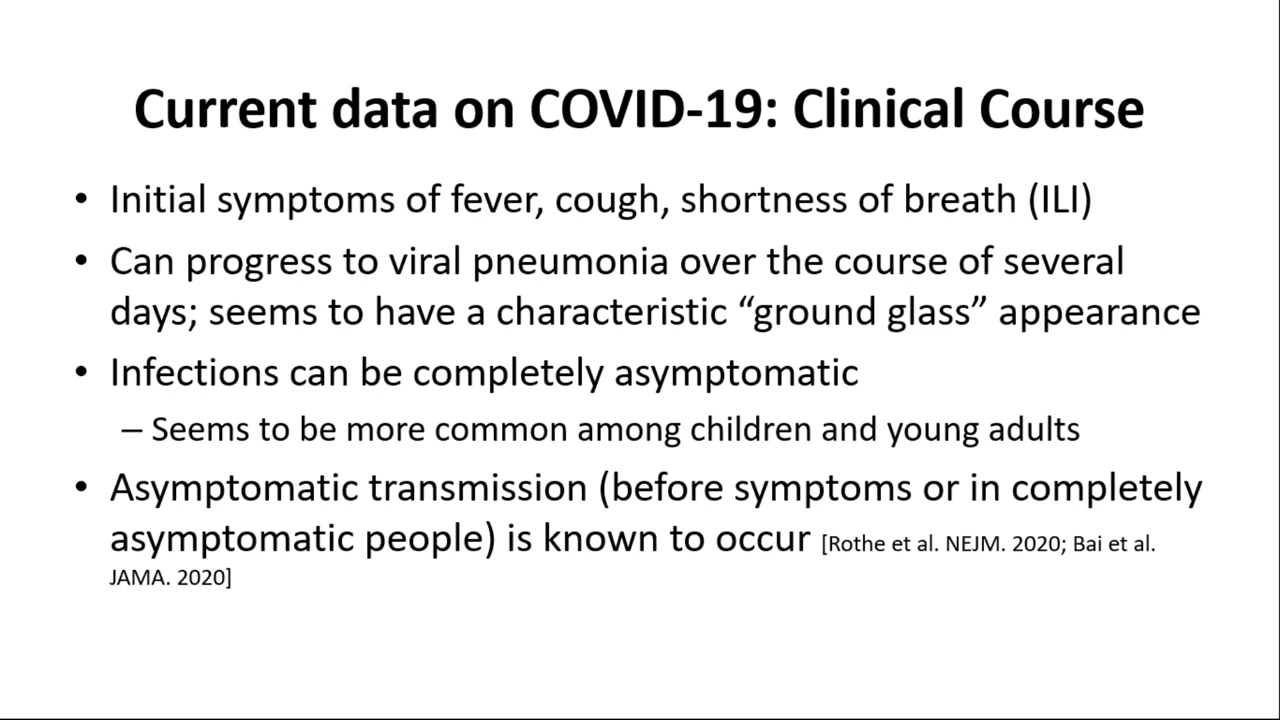 Current data on COVID-19: Clinical Course
• Initial symptoms of fever, cough, shortness of breath (ILI)
• Can progress to viral pneumonia over the course of several
days; seems to have a characteristic “ground glass” appearance
• Infections can be completely asymptomatic
– Seems to be more common among children and young adults
• Asymptomatic transmission (before symptoms or in completely
asymptomatic people) is known to occur [Rothe et al. NEJM. 2020; Bai et al.
JAMA. 2020]